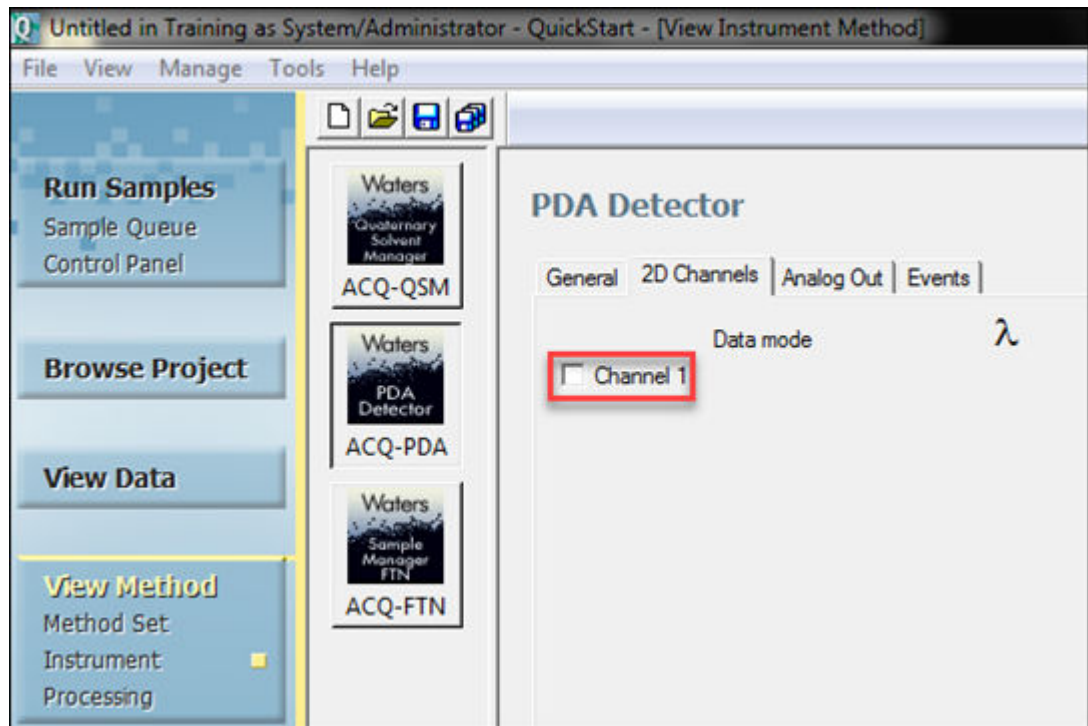 Untitled in Training as System/Administrator - QuickStart - [View Instrument Method]
File View Manage Tools Help
Run Samples
Sample Queue
Control Panel
Browse Project
View Data
View Method
Method Set
Instrument
Processing
Waters
Quaternary
Solvent
Manager
ACQ-QSM
Waters
PDA
Detector
ACQ-PDA
Waters
Sample
Manager
FTN
ACQ-FTN
PDA Detector
General 2D Channels Analog Out Events
Data mode λ
Channel 1